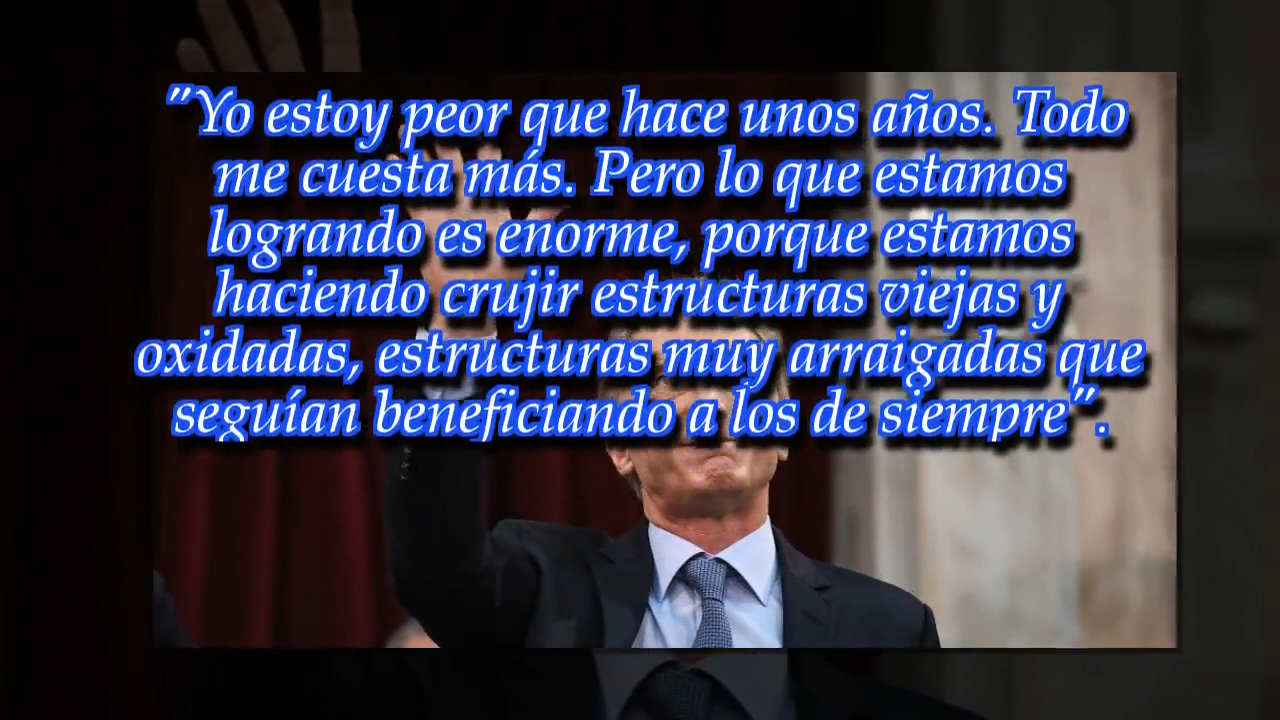 "Yo estoy peor que hace unos años. Todo
me cuesta más. Pero lo que estamos
logrando es enorme, porque estamos
haciendo crujir estructuras viejas y
oxidadas, estructuras muy arraigadas que
seguían beneficiando a los de siempre".